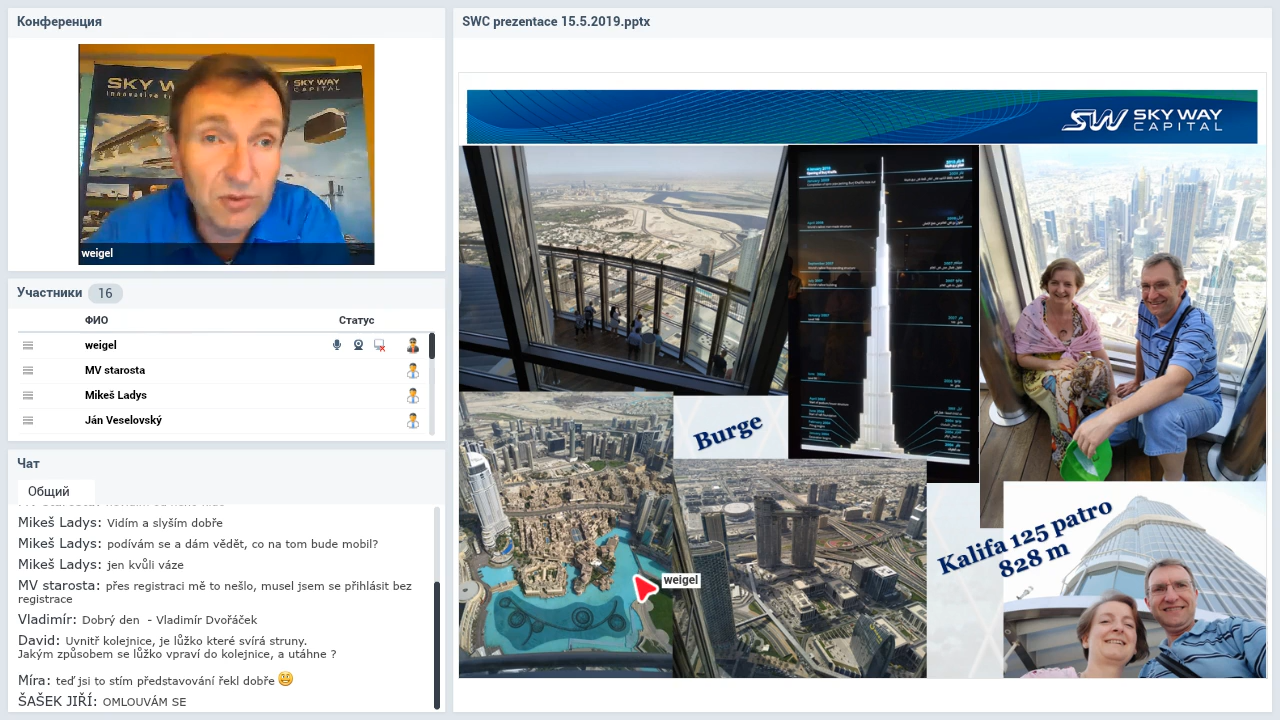 Конференция
SKY W
SKY WAY
CAPITAL
weigel
Участники 16
ФИО Статус
weigel
MV starosta
Mikeš Ladys
Ján Veselovský
Чат
Общий
Mikeš Ladys: Vidím a slyším dobře
Mikeš Ladys: podívám se a dám vědět, co na tom bude mobil?
Mikeš Ladys: jen kvůli váze
MV starosta: přes registraci mě to nešlo, musel jsem se přihlásit bez
registrace
Vladimír: Dobrý den - Vladimír Dvořáček
David: Uvnitř kolejnice, je lůžko které svírá struny.
Jakým způsobem se lůžko vpraví do kolejnice, a utáhne ?
Míra: teď jsi to stím představování řekl dobře
ŠAŠEK JIŘÍ: OMLOUVÁM SE
SWC prezentace 15.5.2019.pptx
SW SKY WAY
CAPITAL
Burge
weigel
Kalifa 125 patro
828 m